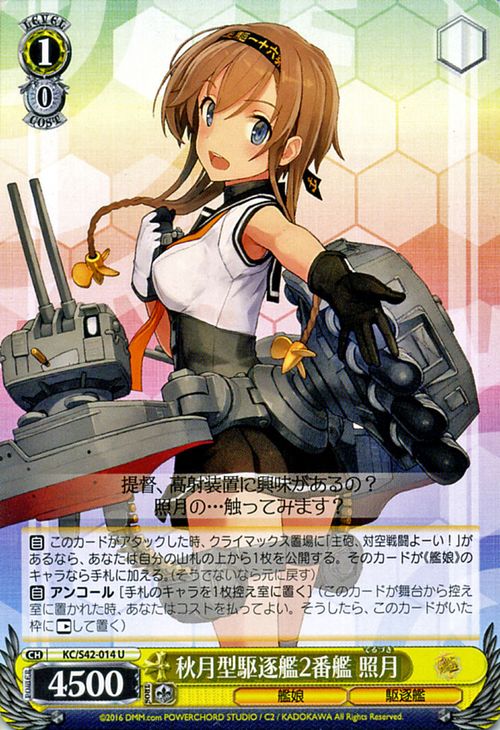 LEVEL
1
0
COST
提督、高射装置に興味があるの？
照月の…触ってみます？
自 このカードがアタックした時、クライマックス置場に「主砲、対空戦闘よーい！」が
あるなら、あなたは自分の山札の上から1枚を公開する。そのカードが《艦娘》の
キャラなら手札に加える。（そうでないなら元に戻す）
自 アンコール ［手札のキャラを1枚控え室に置く］（このカードが舞台から控え
室に置かれた時、あなたはコストを払ってよい。そうしたら、このカードがいた
枠に置く）
CH KC/S42-014 U
てるづき
秋月型駆逐艦2番艦 照月
POWER 4500 SOUL
艦娘 駆逐艦
©2016 DMM.com POWERCHORD STUDIO / C2 / KADOKAWA All Rights Reserved.